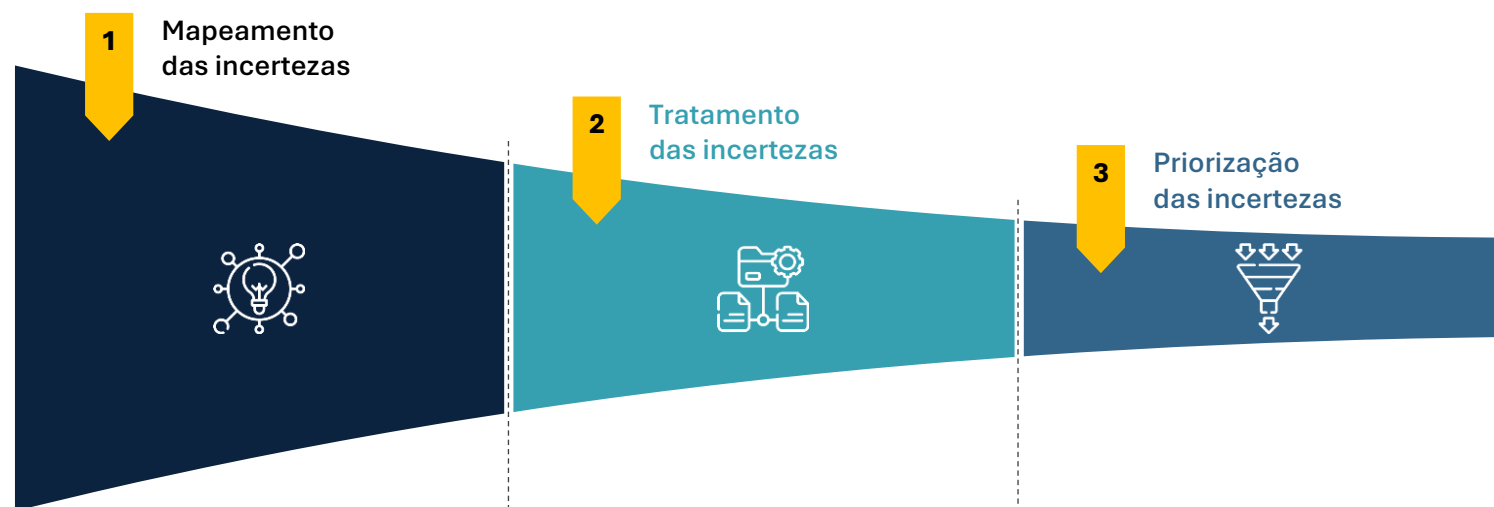 1
Mapeamento
das incertezas
2
Tratamento
das incertezas
3
Priorização
das incertezas